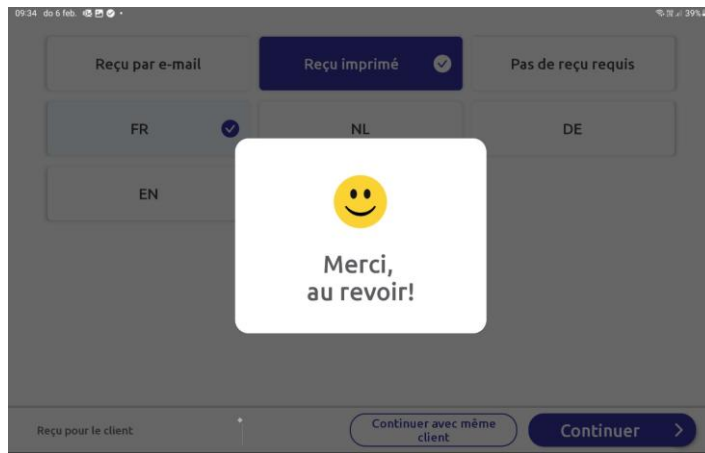 09:34 do 6 feb.
39%
Reçu par e-mail
Reçu imprimé
Pas de reçu requis
FR
NL
DE
EN
Merci,
au revoir!
Reçu pour le client
Continuer avec même
client
Continuer